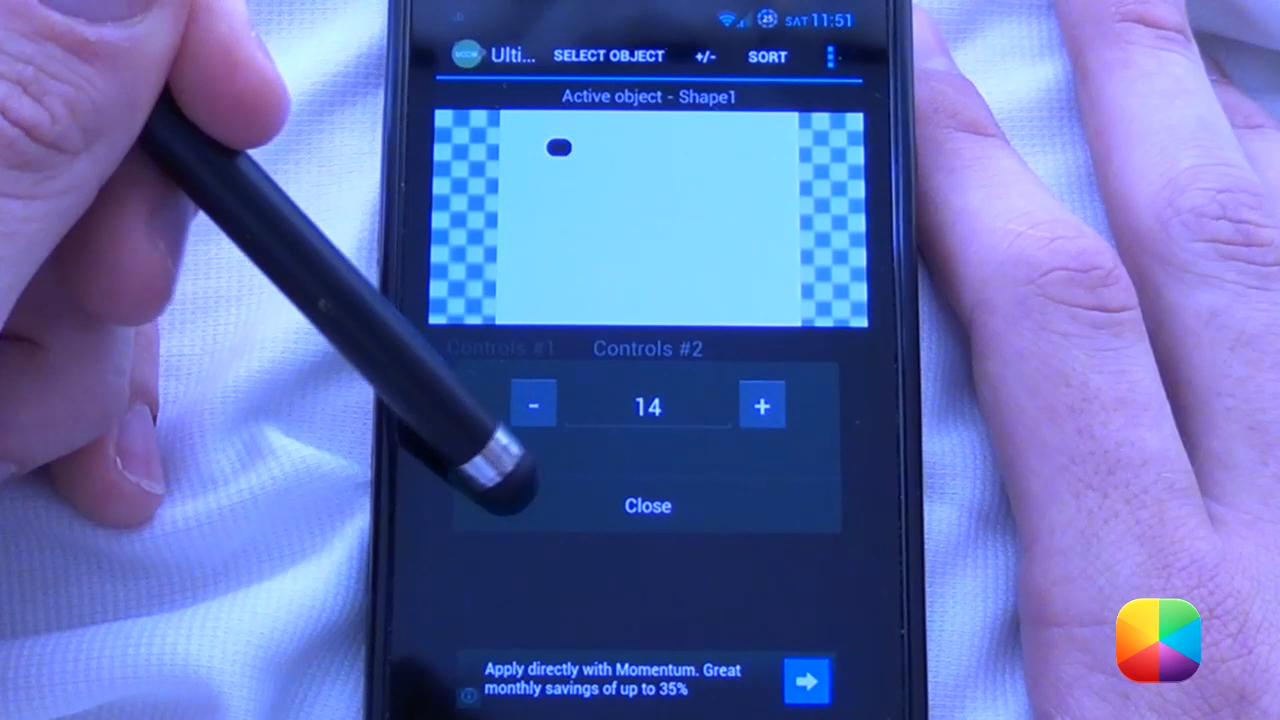 25 SAT 11:51
Ulti... SELECT OBJECT +/- SORT
Active object - Shape1
Controls #1 Controls #2
- 14 +
Close
Apply directly with Momentum. Great
monthly savings of up to 35%